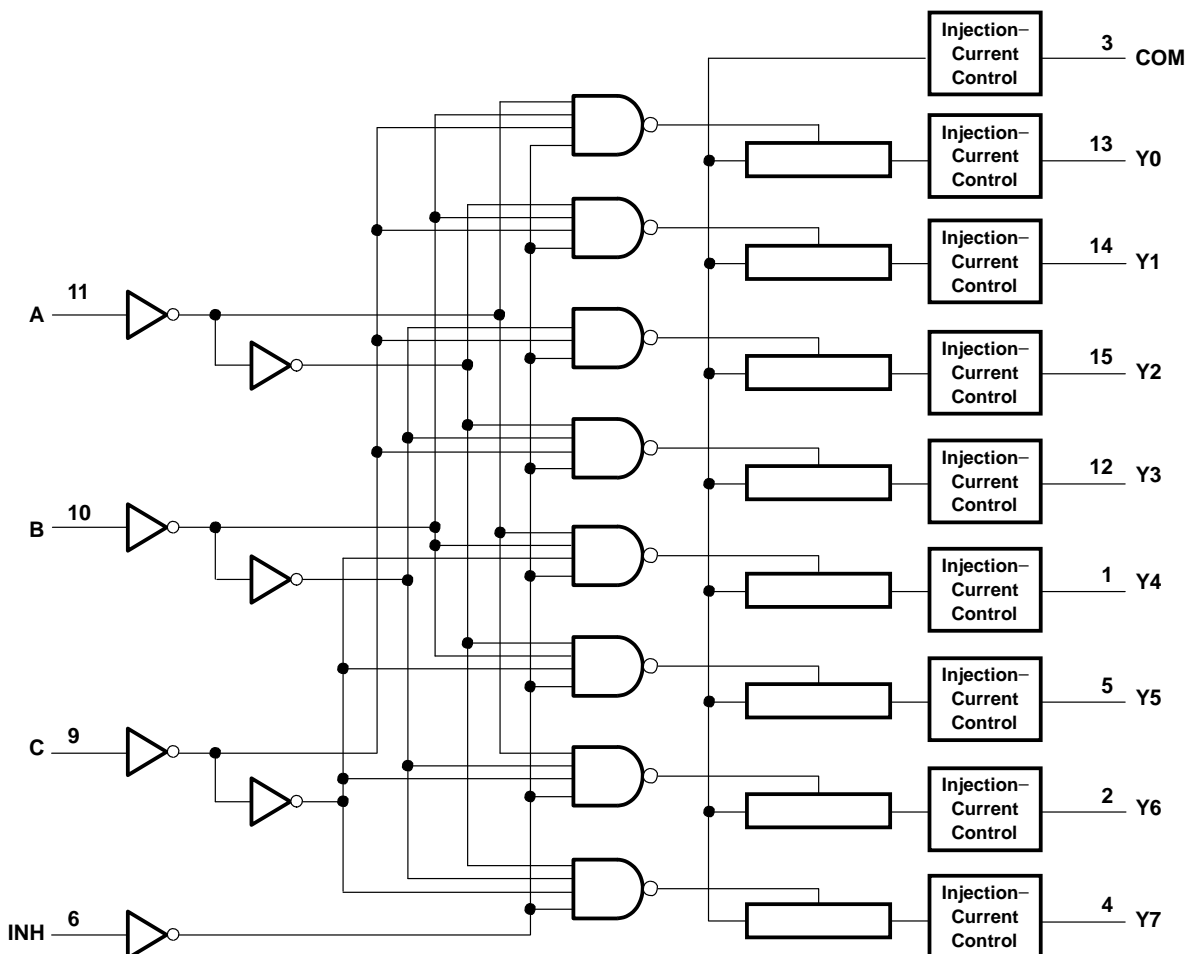 Injection–
Current
Control
3
COM
Injection–
Current
Control
13
Y0
Injection–
Current
Control
14
Y1
11
A
Injection–
Current
Control
15
Y2
Injection–
Current
Control
12
Y3
10
B
Injection–
Current
Control
1
Y4
Injection–
Current
Control
5
Y5
9
C
Injection–
Current
Control
2
Y6
6
INH
Injection–
Current
Control
4
Y7